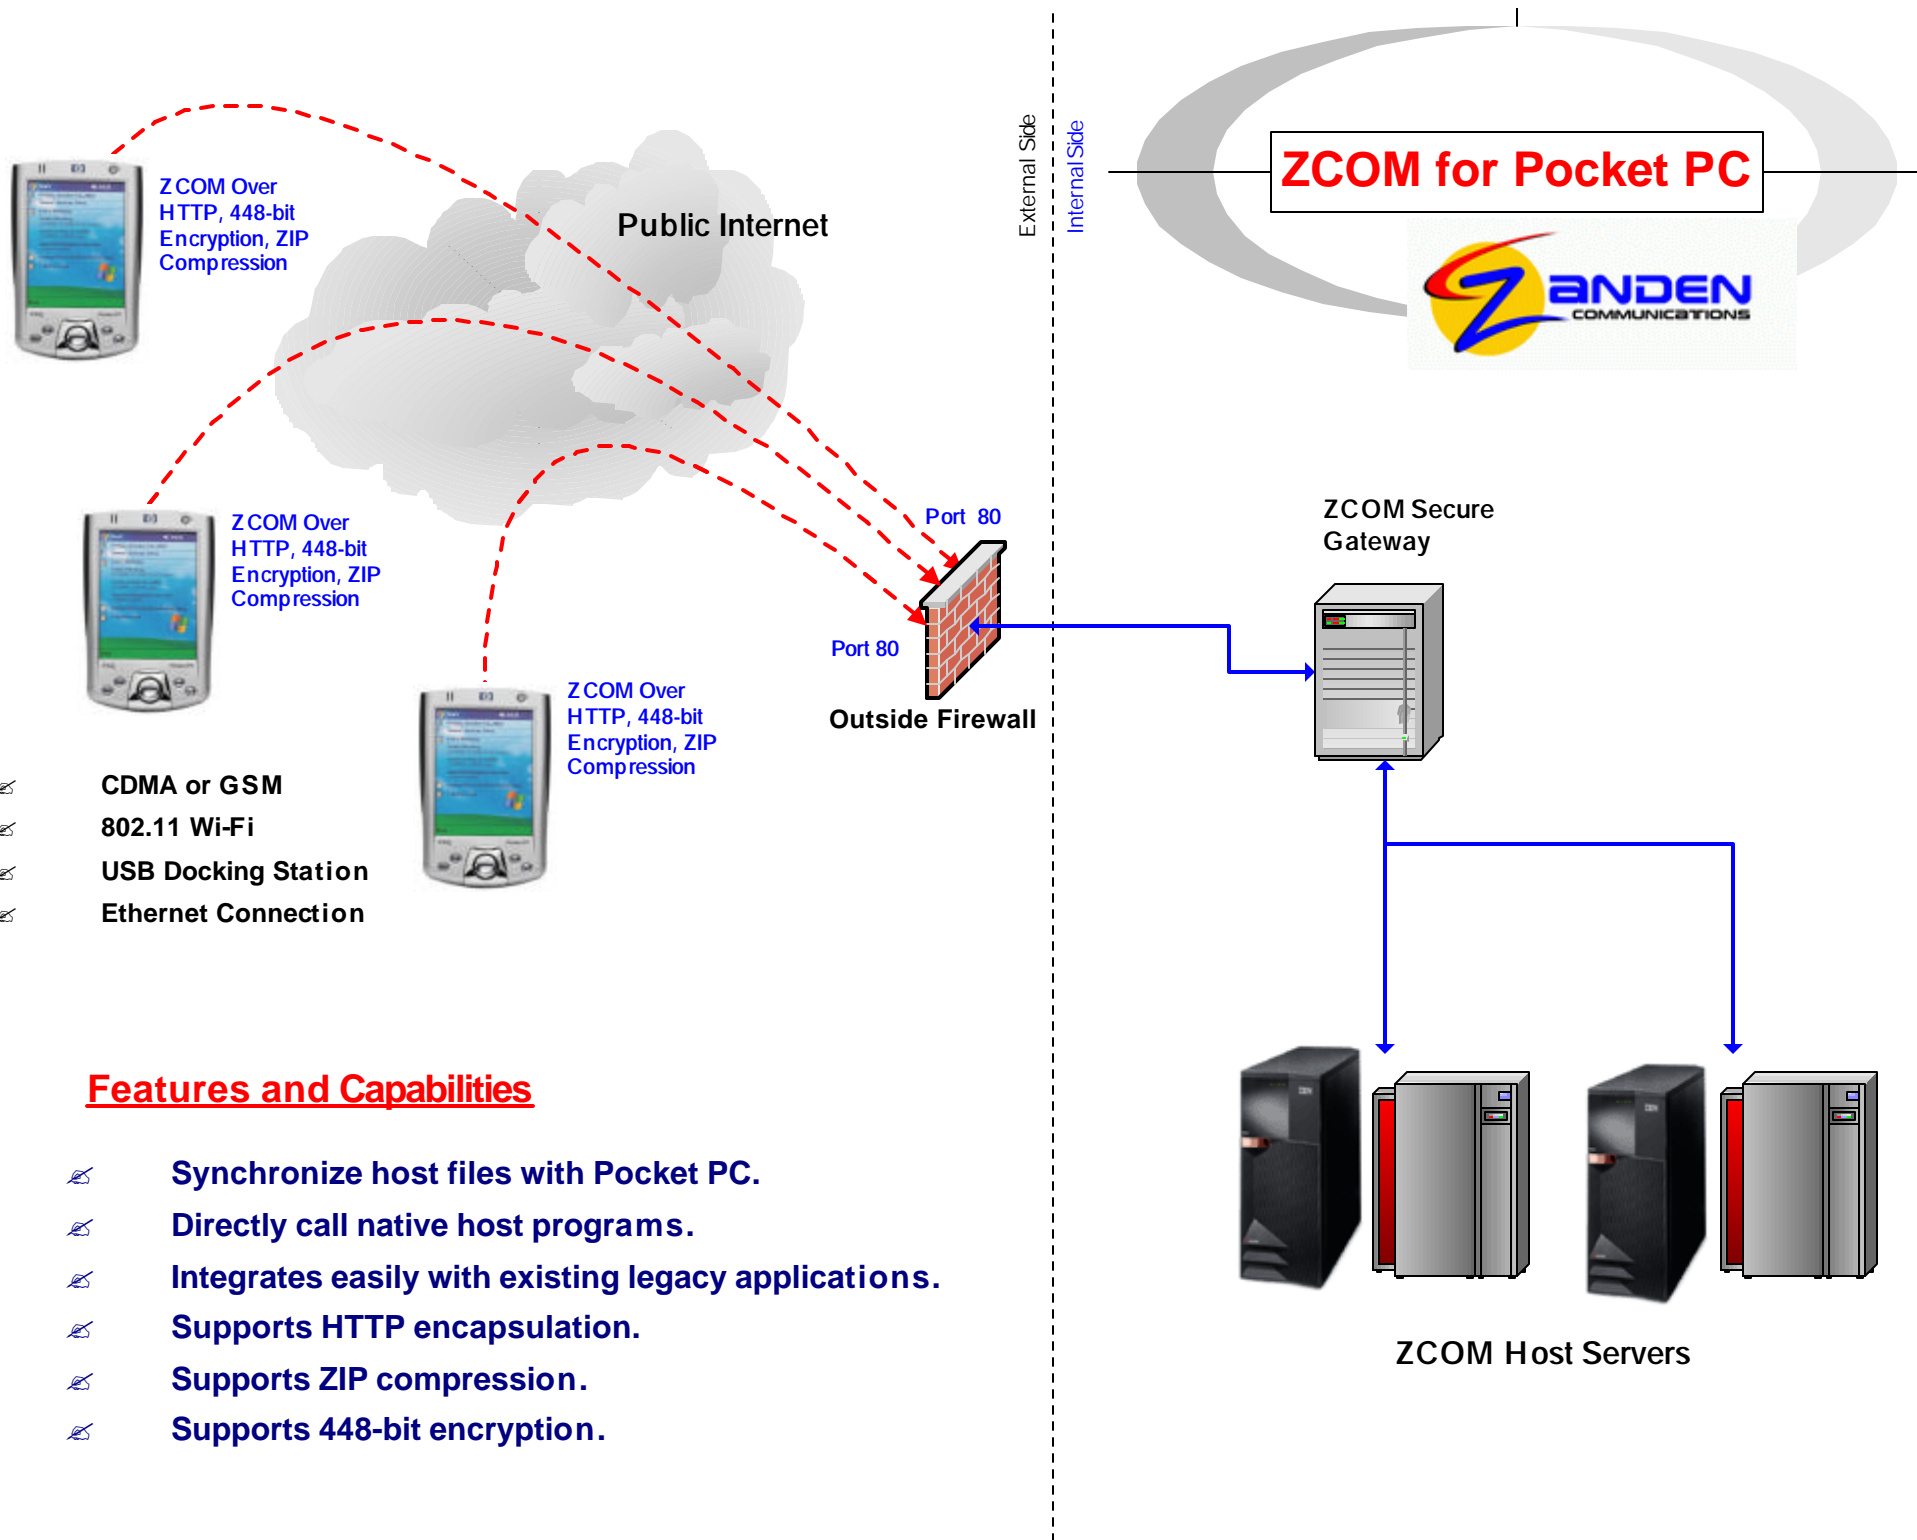 External Side
Internal Side
ZCOM for Pocket PC
ZANDEN
COMMUNICATIONS
ZCOM Over
HTTP, 448-bit
Encryption, ZIP
Compression
Public Internet
ZCOM Over
HTTP, 448-bit
Encryption, ZIP
Compression
Port 80
ZCOM Secure
Gateway
Port 80
Outside Firewall
ZCOM Over
HTTP, 448-bit
Encryption, ZIP
Compression
CDMA or GSM
802.11 Wi-Fi
USB Docking Station
Ethernet Connection
Features and Capabilities
Synchronize host files with Pocket PC.
Directly call native host programs.
Integrates easily with existing legacy applications.
Supports HTTP encapsulation.
Supports ZIP compression.
Supports 448-bit encryption.
ZCOM Host Servers